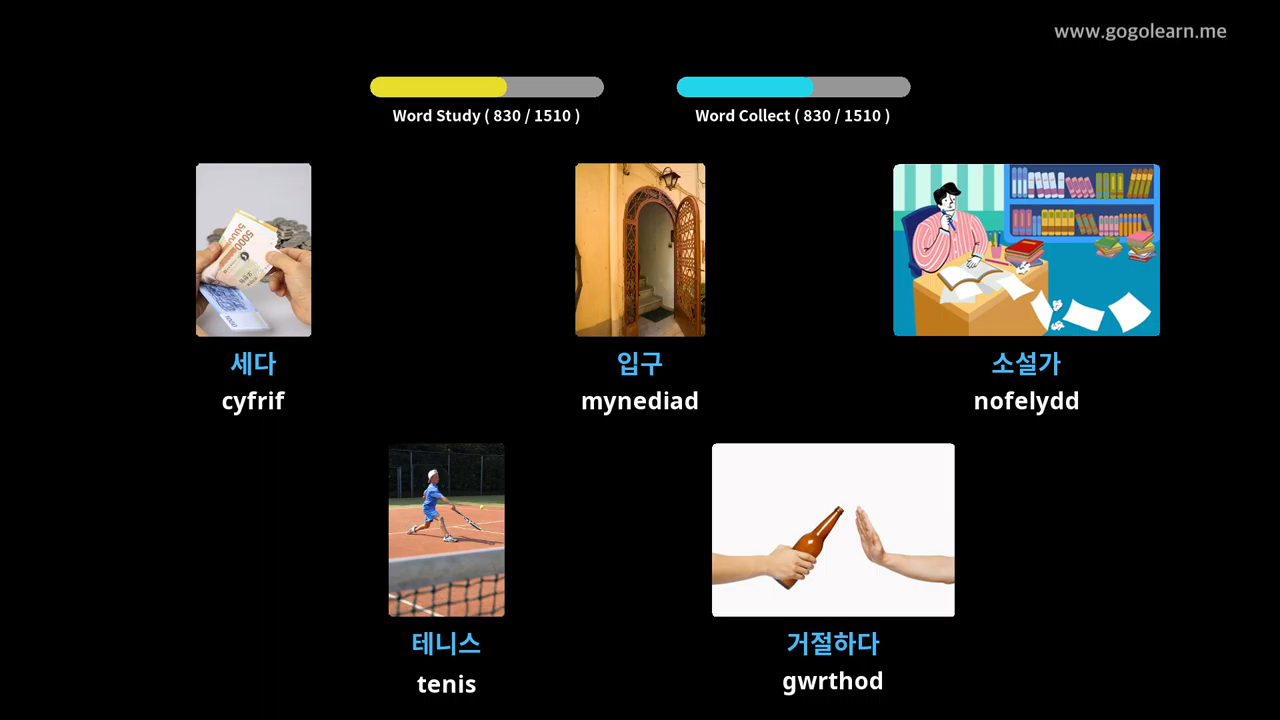 www.gogolearn.me
Word Study ( 830 / 1510 )
Word Collect ( 830 / 1510 )
세다
cyfrif
입구
mynediad
소설가
nofelydd
테니스
tenis
거절하다
gwrthod